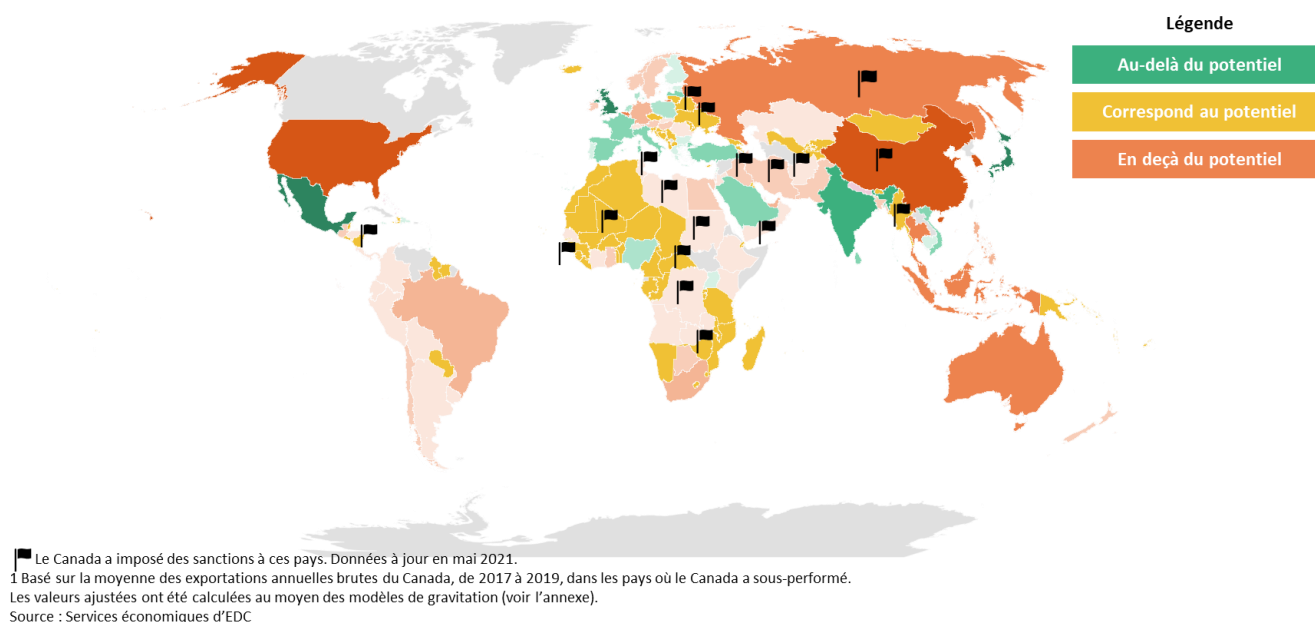 Légende
Au-delà du potentiel
Correspond au potentiel
En deçà du potentiel
Le Canada a imposé des sanctions à ces pays. Données à jour en mai 2021.
1 Basé sur la moyenne des exportations annuelles brutes du Canada, de 2017 à 2019, dans les pays où le Canada a sous-performé.
Les valeurs ajustées ont été calculées au moyen des modèles de gravitation (voir l’annexe).
Source : Services économiques d’EDC